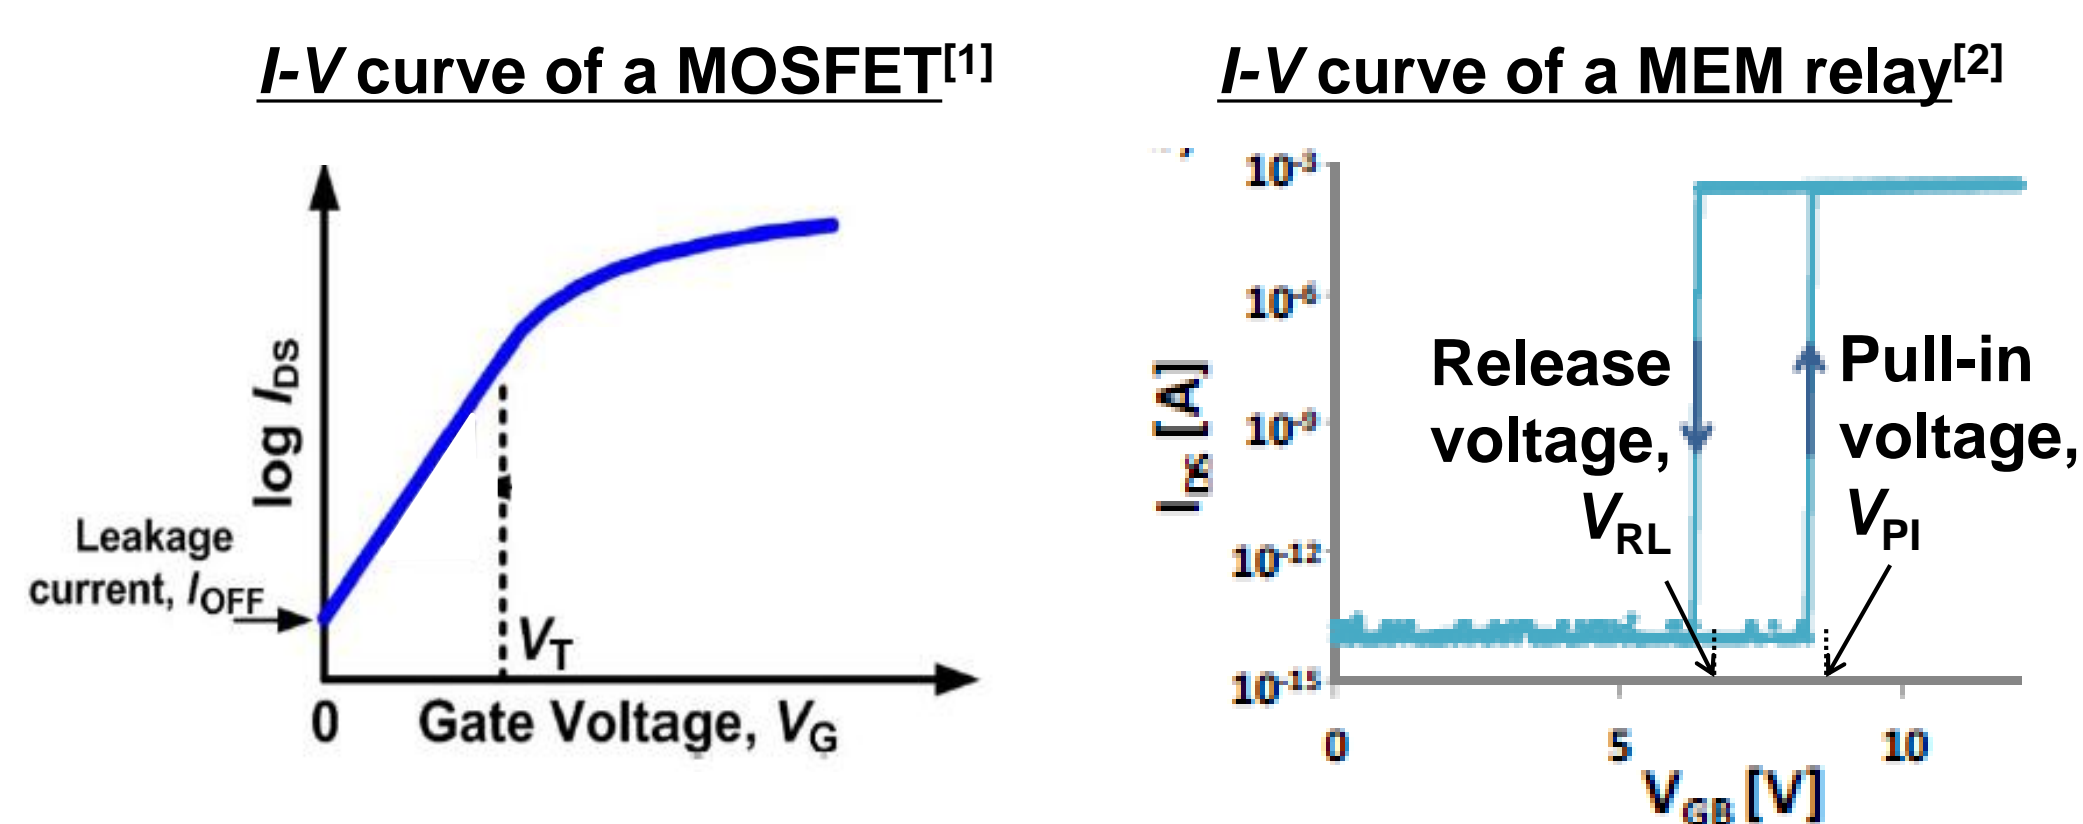 I-V curve of a MOSFET[1]
log IDS
Leakage
current, IOFF
VT
0
Gate Voltage, VG
I-V curve of a MEM relay[2]
10-3
10-6
10-9
10-12
10-15
IDS [A]
Release
voltage,
VRL
Pull-in
voltage,
VPI
0
5
10
VGB [V]